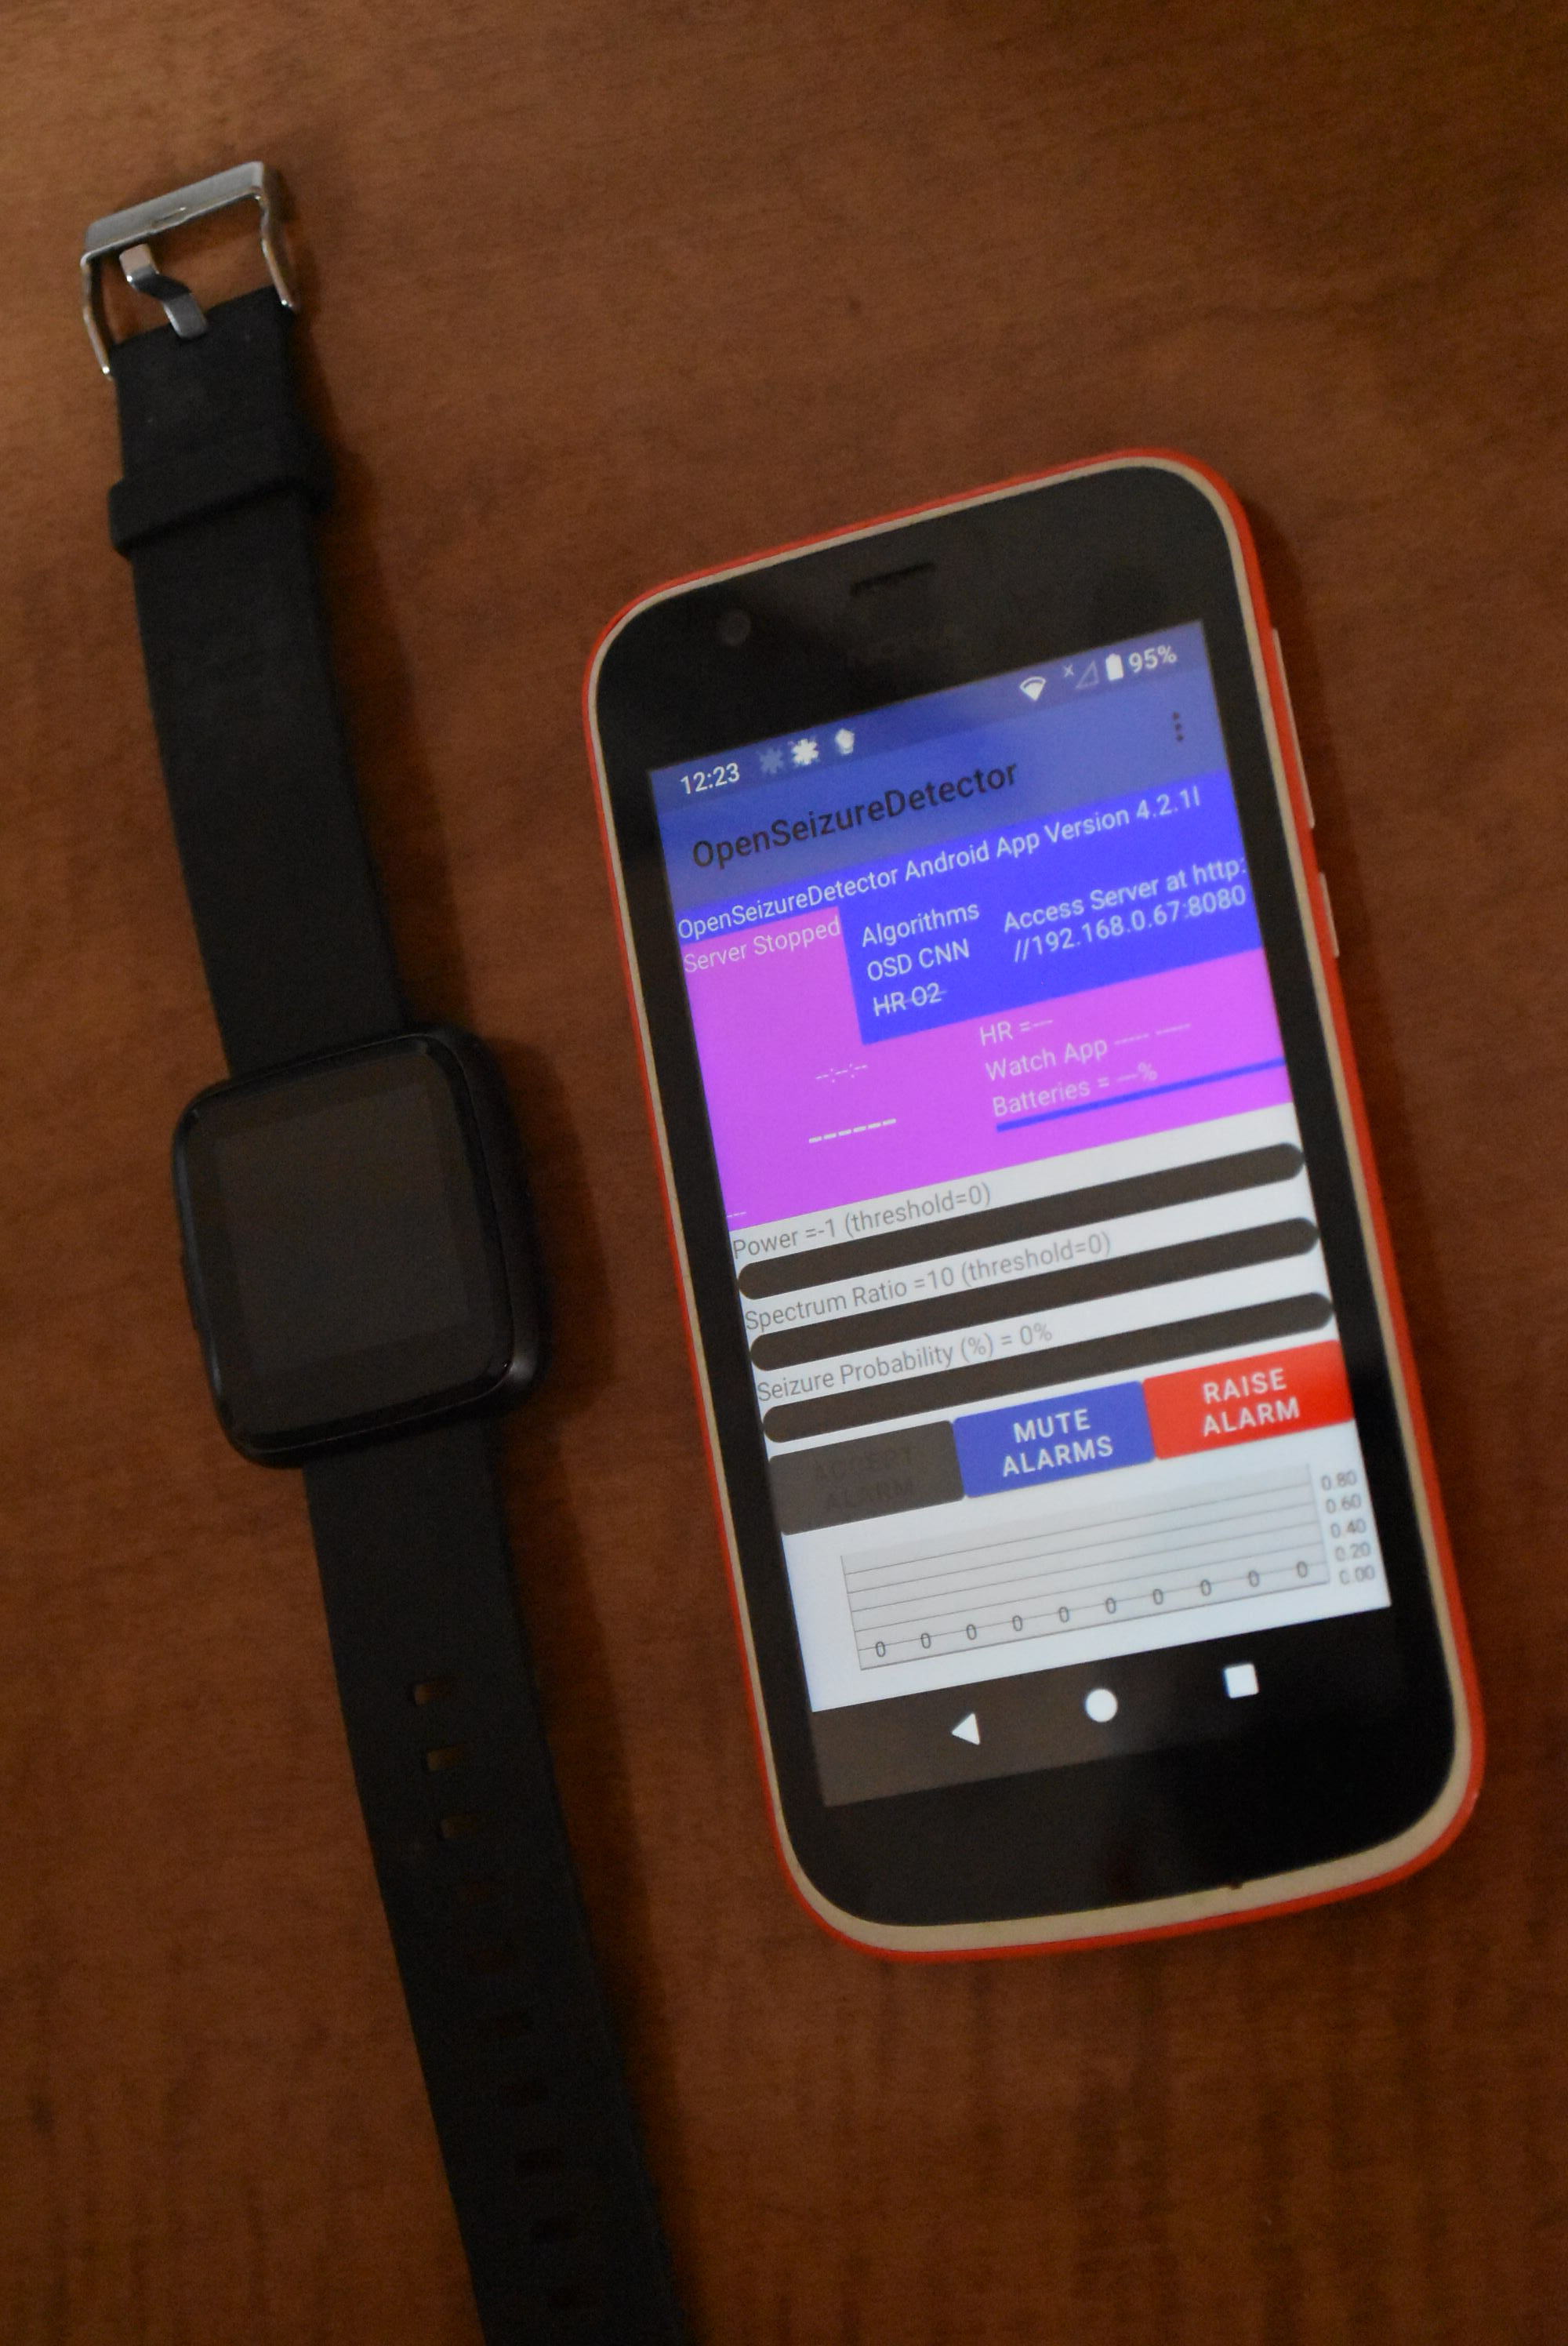 12:23 95%
OpenSeizureDetector
OpenSeizureDetector Android App Version 4.2.1l
Server Stopped
Algorithms
OSD CNN
HR O2
Access Server at http:
//192.168.0.67:8080
--:--:--
-----
HR =---
Watch App ----- -----
Batteries = ---%
---
Power =-1 (threshold=0)
Spectrum Ratio =10 (threshold=0)
Seizure Probability (%) = 0%
ACCEPT
ALARM
MUTE
ALARMS
RAISE
ALARM
0.80
0.60
0.40
0.20
0.00
0 0 0 0 0 0 0 0 0 0